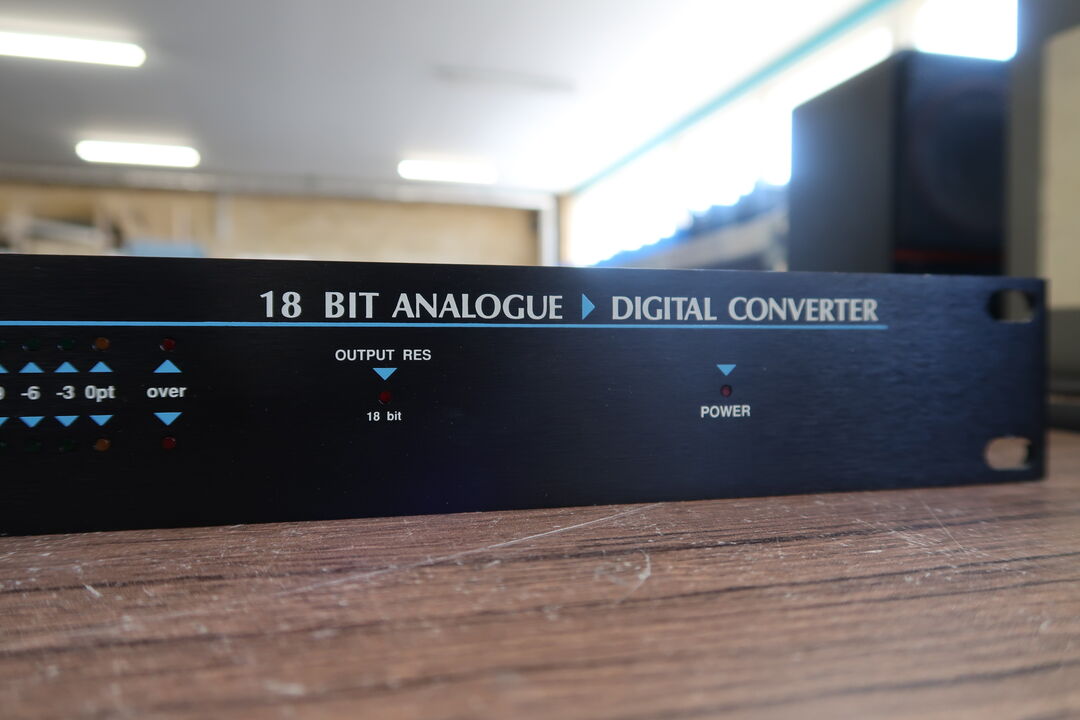 18 BIT ANALOGUE ▶ DIGITAL CONVERTER
OUTPUT RES
-6 -3 0pt over
18 bit
POWER